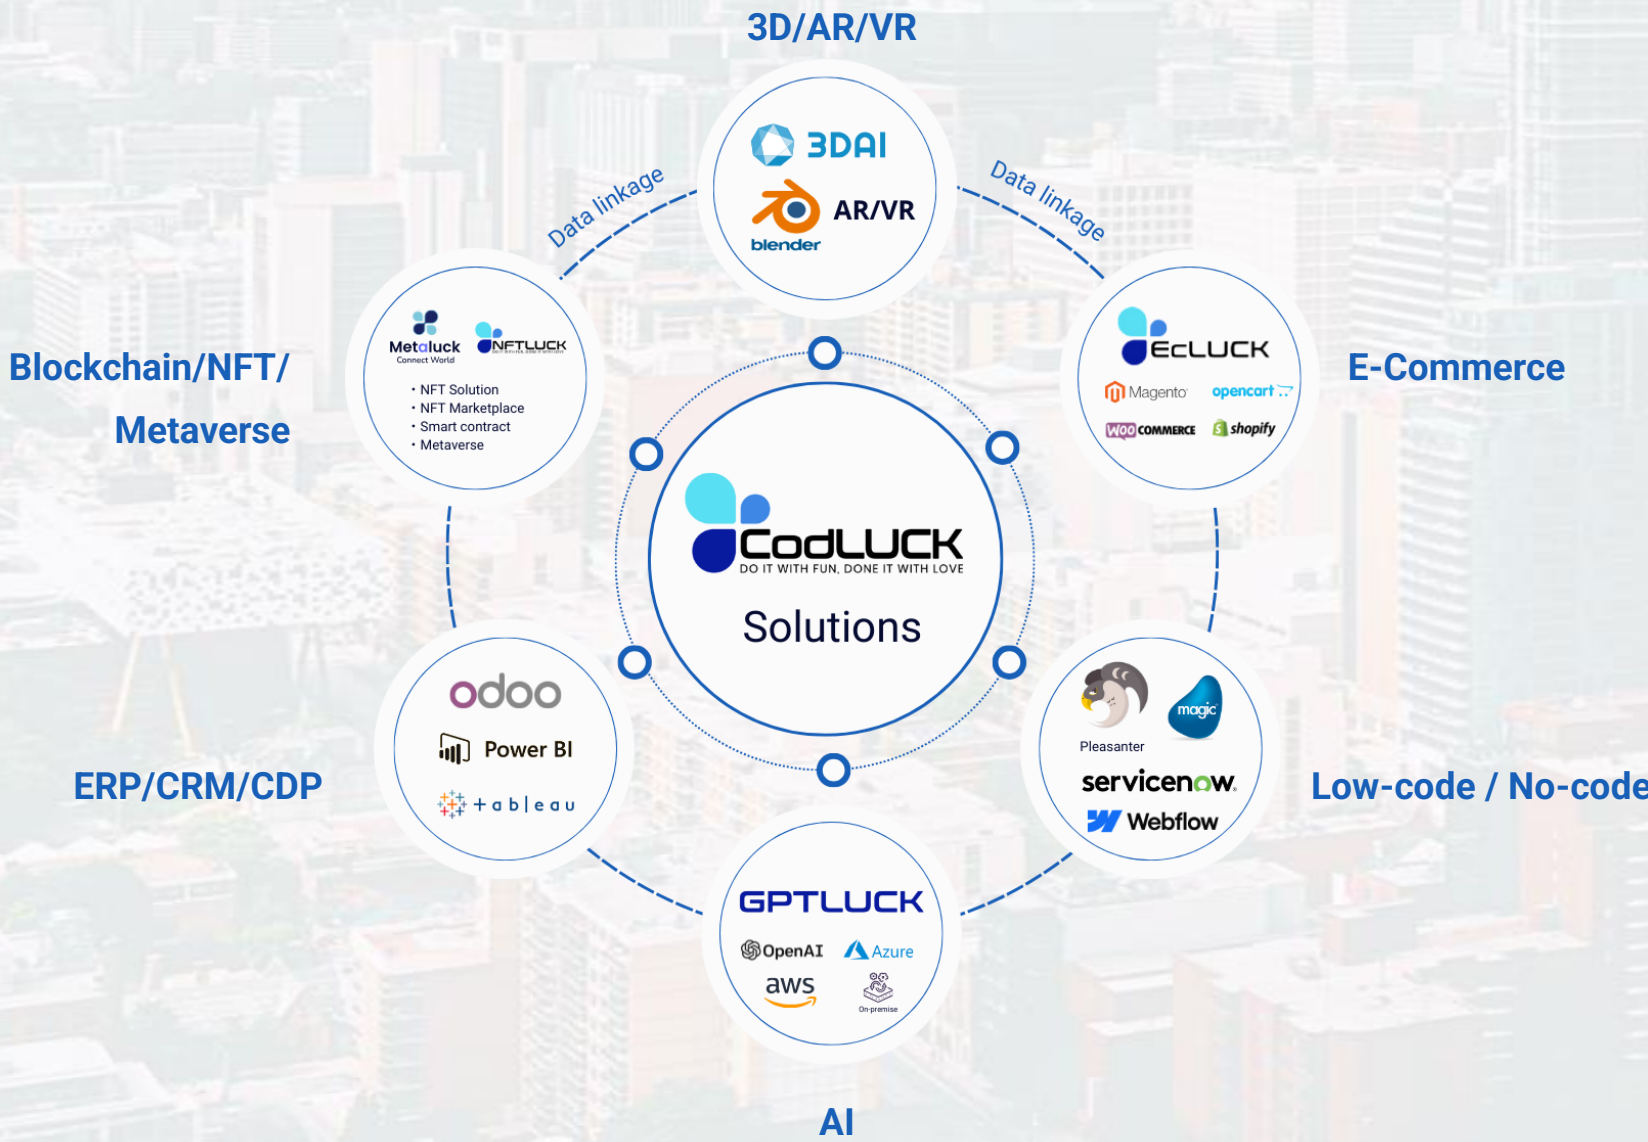 3D/AR/VR
3DAI
blender
AR/VR
Data linkage
Data linkage
Metaluck
Connect World
NFTLUCK
• NFT Solution
• NFT Marketplace
• Smart contract
• Metaverse
Blockchain/NFT/
Metaverse
ECLUCK
Magento
opencart
WOO COMMERCE
shopify
E-Commerce
CodLUCK
DO IT WITH FUN, DONE IT WITH LOVE
Solutions
odoo
Power BI
+ableau
ERP/CRM/CDP
Pleasanter
magic
servicenow
Webflow
Low-code / No-code
GPTLUCK
OpenAI
Azure
aws
On-premise
AI